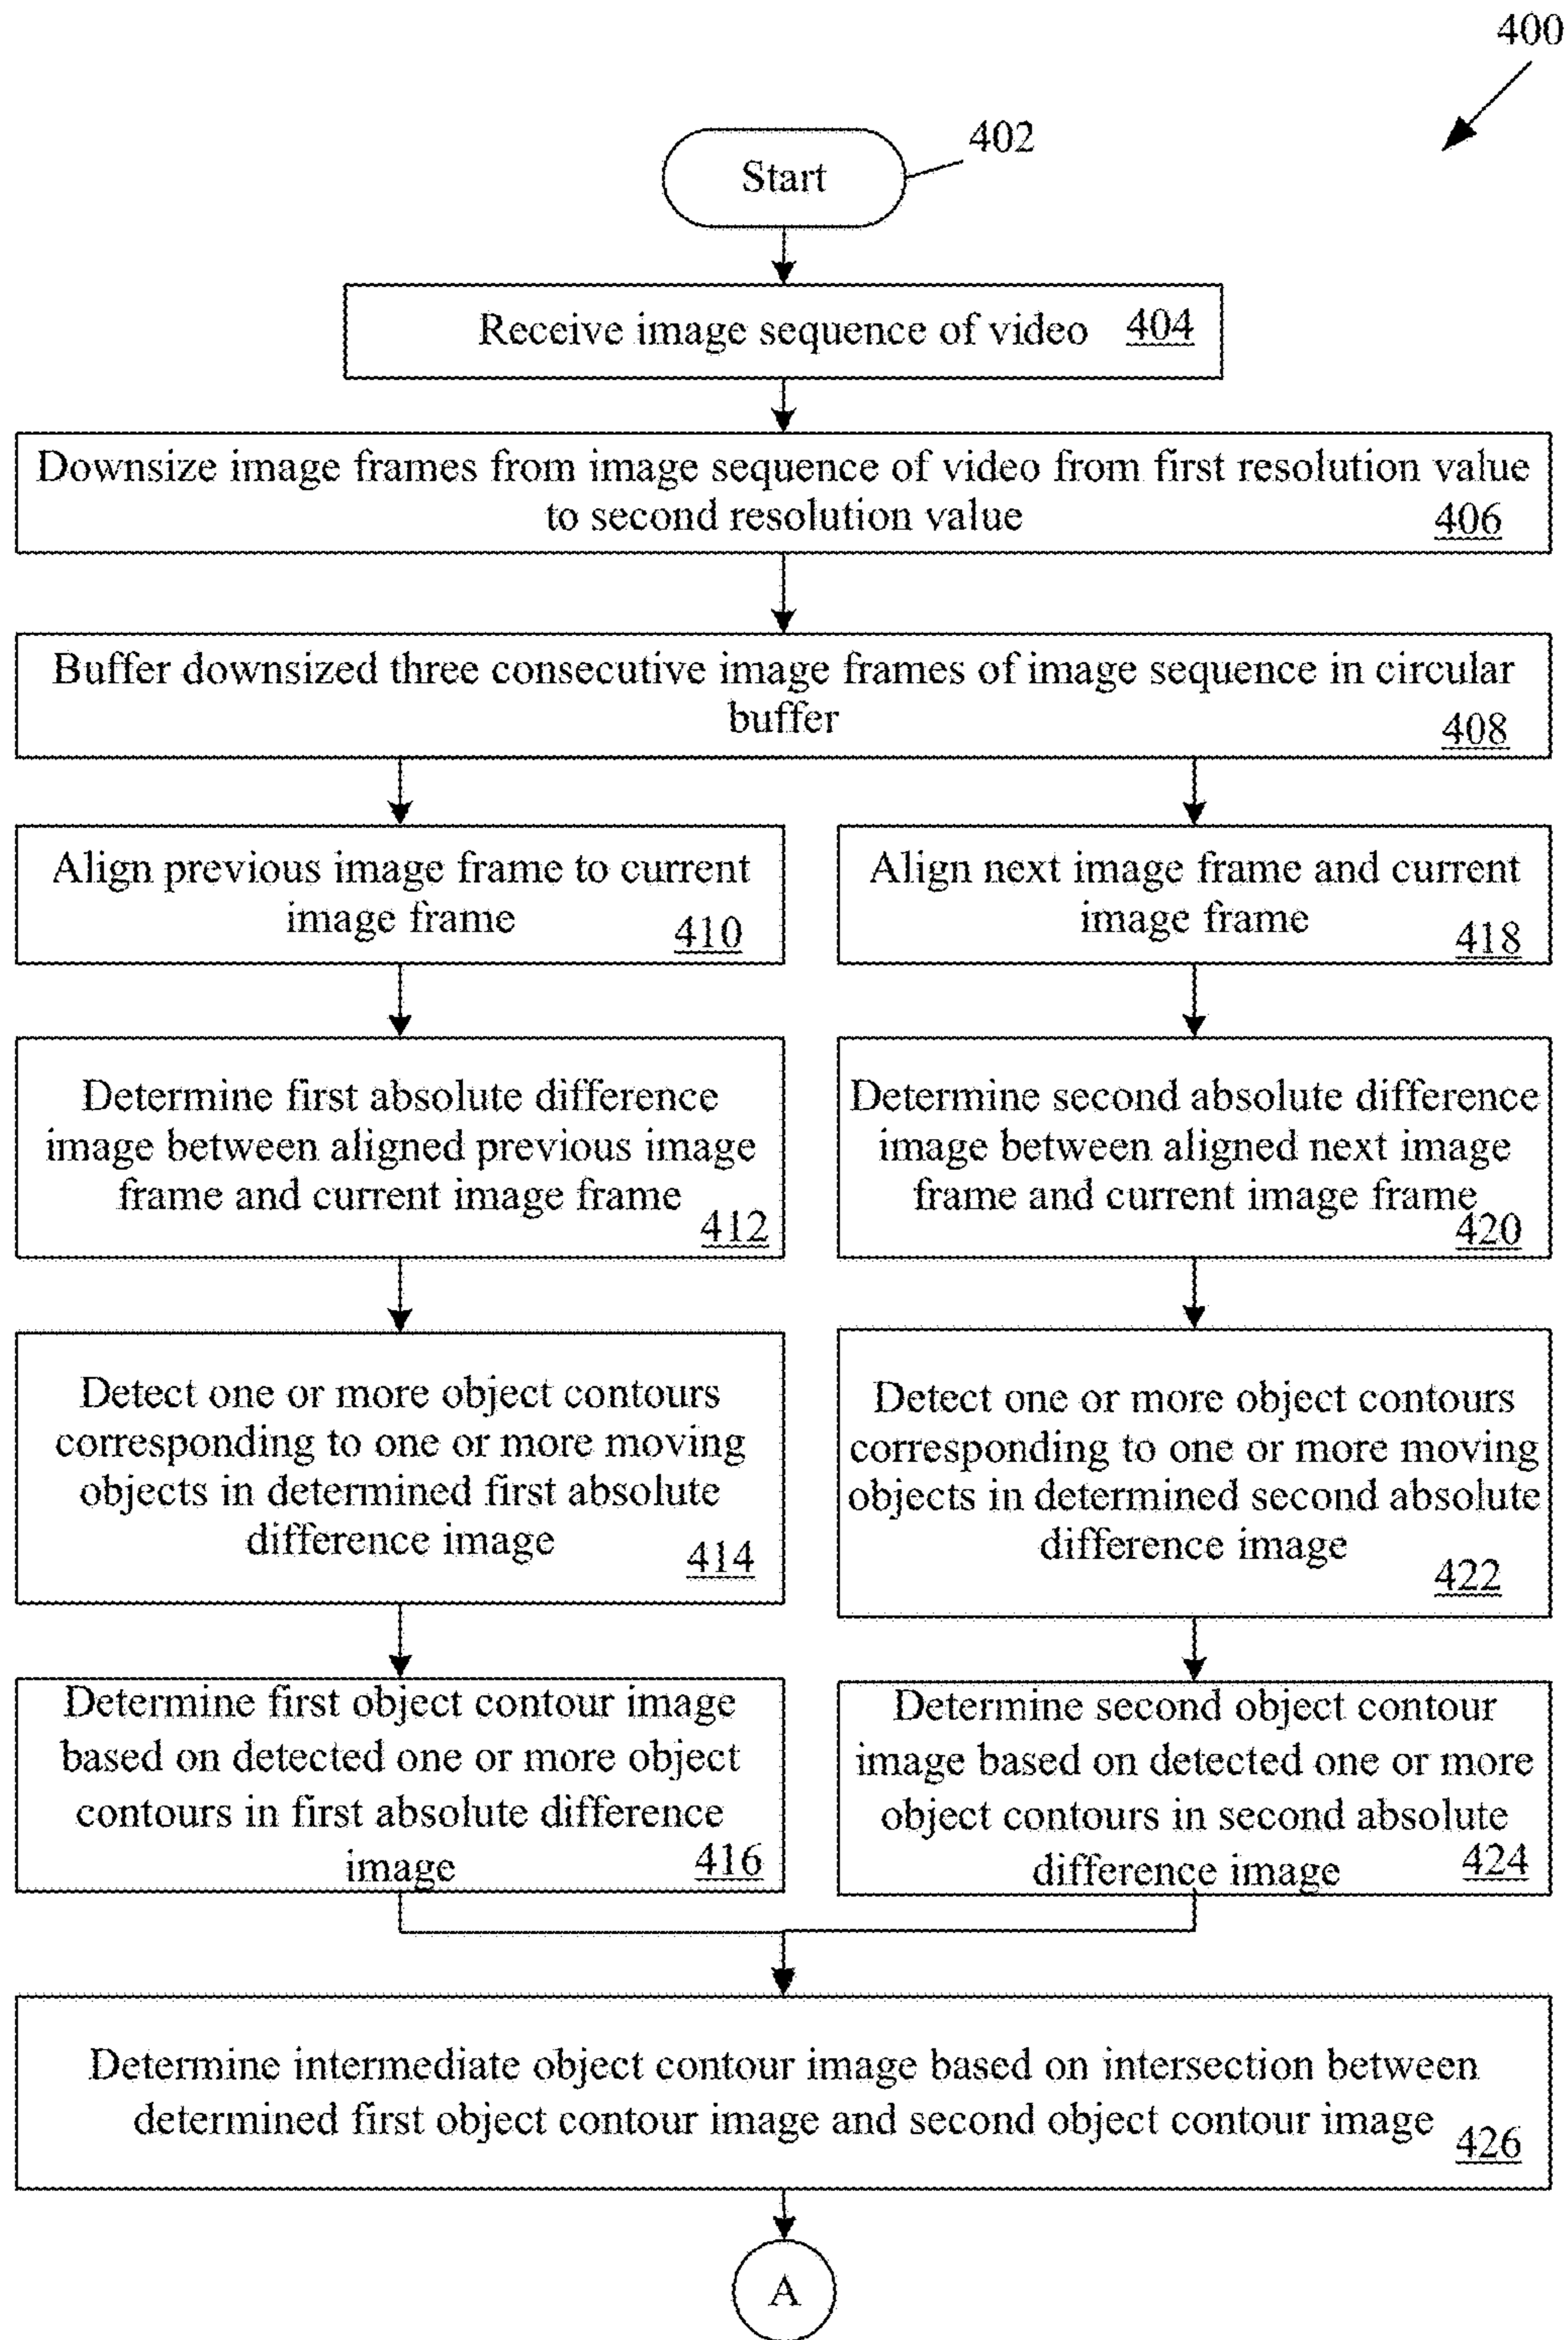 400
402
Start
Receive image sequence of video 404
Downsize image frames from image sequence of video from first resolution value
to second resolution value
406
Buffer downsized three consecutive image frames of image sequence in circular
buffer
408
Align previous image frame to current
image frame
410
Determine first absolute difference
image between aligned previous image
frame and current image frame
412
Detect one or more object contours
corresponding to one or more moving
objects in determined first absolute
difference image
414
Determine first object contour image
based on detected one or more object
contours in first absolute difference
image
416
Align next image frame and current
image frame
418
Determine second absolute difference
image between aligned next image
frame and current image frame
420
Detect one or more object contours
corresponding to one or more moving
objects in determined second absolute
difference image
422
Determine second object contour
image based on detected one or more
object contours in second absolute
difference image
424
Determine intermediate object contour image based on intersection between
determined first object contour image and second object contour image
426
A